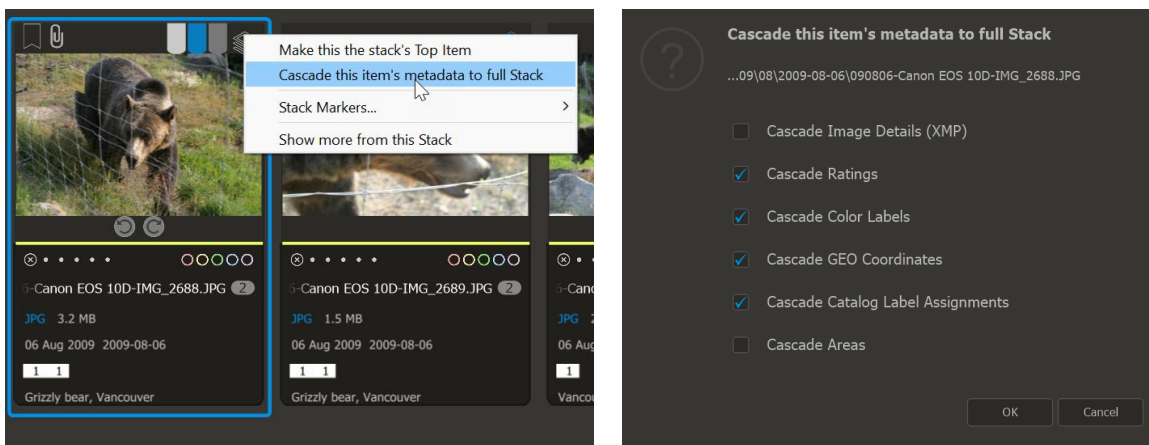 Make this the stack's Top Item
Cascade this item's metadata to full Stack
Stack Markers...
Show more from this Stack
6-Canon EOS 10D-IMG_2688.JPG 2
JPG 3.2 MB
06 Aug 2009 2009-08-06
1 1
Grizzly bear, Vancouver
-Canon EOS 10D-IMG_2689.JPG 2
JPG 1.5 MB
06 Aug 2009 2009-08-06
1 1
Grizzly bear, Vancouver
JPG
06 Aug
1
Cascade this item's metadata to full Stack
...09\08\2009-08-06\090806-Canon EOS 10D-IMG_2688.JPG
Cascade Image Details (XMP)
Cascade Ratings
Cascade Color Labels
Cascade GEO Coordinates
Cascade Catalog Label Assignments
Cascade Areas
OK
Cancel